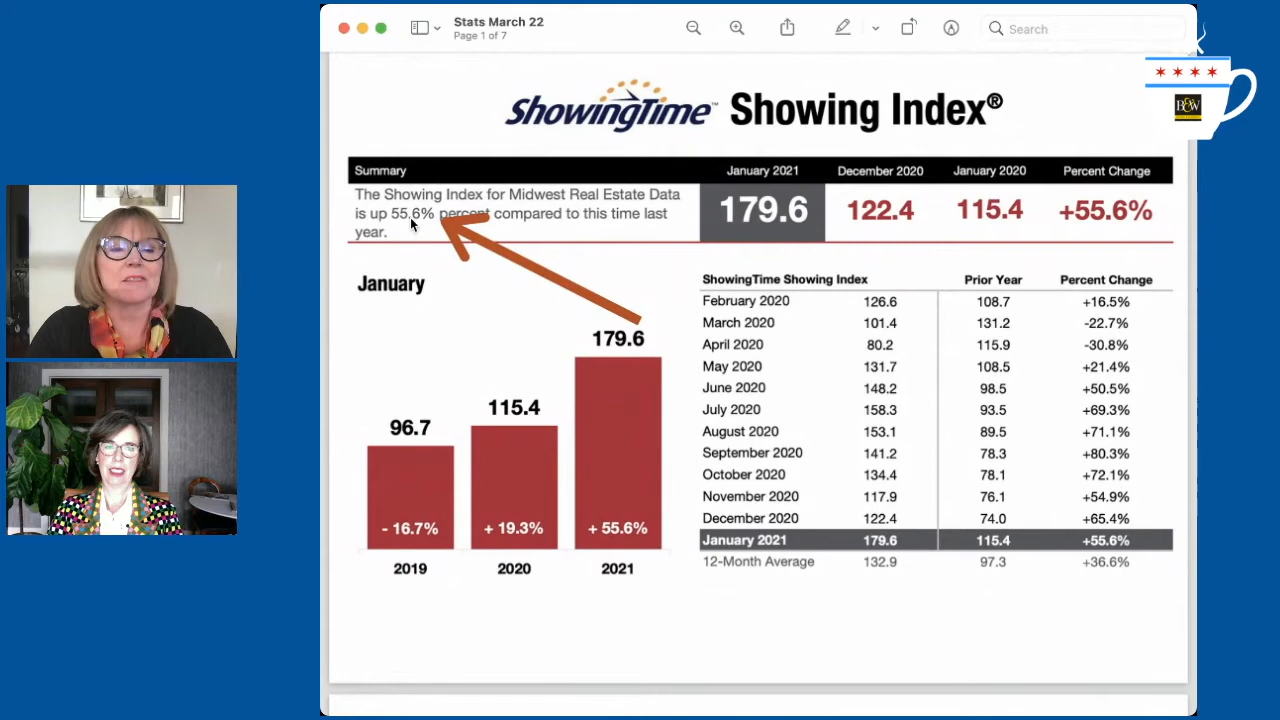 Stats March 22
Page 1 of 7
Search
B&W
ShowingTime™ Showing Index®
Summary January 2021 December 2020 January 2020 Percent Change
The Showing Index for Midwest Real Estate Data
is up 55.6% percent compared to this time last
year.
179.6 122.4 115.4 +55.6%
January
179.6
115.4
96.7
- 16.7% + 19.3% + 55.6%
2019 2020 2021
ShowingTime Showing Index Prior Year Percent Change
February 2020 126.6 108.7 +16.5%
March 2020 101.4 131.2 -22.7%
April 2020 80.2 115.9 -30.8%
May 2020 131.7 108.5 +21.4%
June 2020 148.2 98.5 +50.5%
July 2020 158.3 93.5 +69.3%
August 2020 153.1 89.5 +71.1%
September 2020 141.2 78.3 +80.3%
October 2020 134.4 78.1 +72.1%
November 2020 117.9 76.1 +54.9%
December 2020 122.4 74.0 +65.4%
January 2021 179.6 115.4 +55.6%
12-Month Average 132.9 97.3 +36.6%